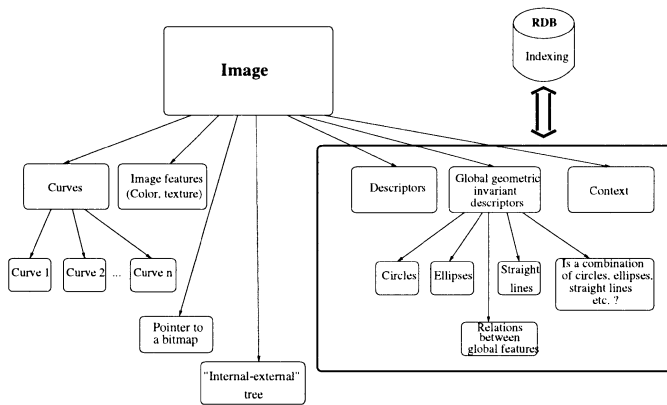 RDB
Indexing
Image
Curves
Image features
(Color, texture)
Descriptors
Global geometric
invariant
descriptors
Context
Curve 1
Curve 2
...
Curve n
Circles
Ellipses
Straight
lines
Is a combination
of circles, ellipses,
straight lines
etc. ?
Pointer to
a bitmap
Relations
between
global features
"Internal-external"
tree